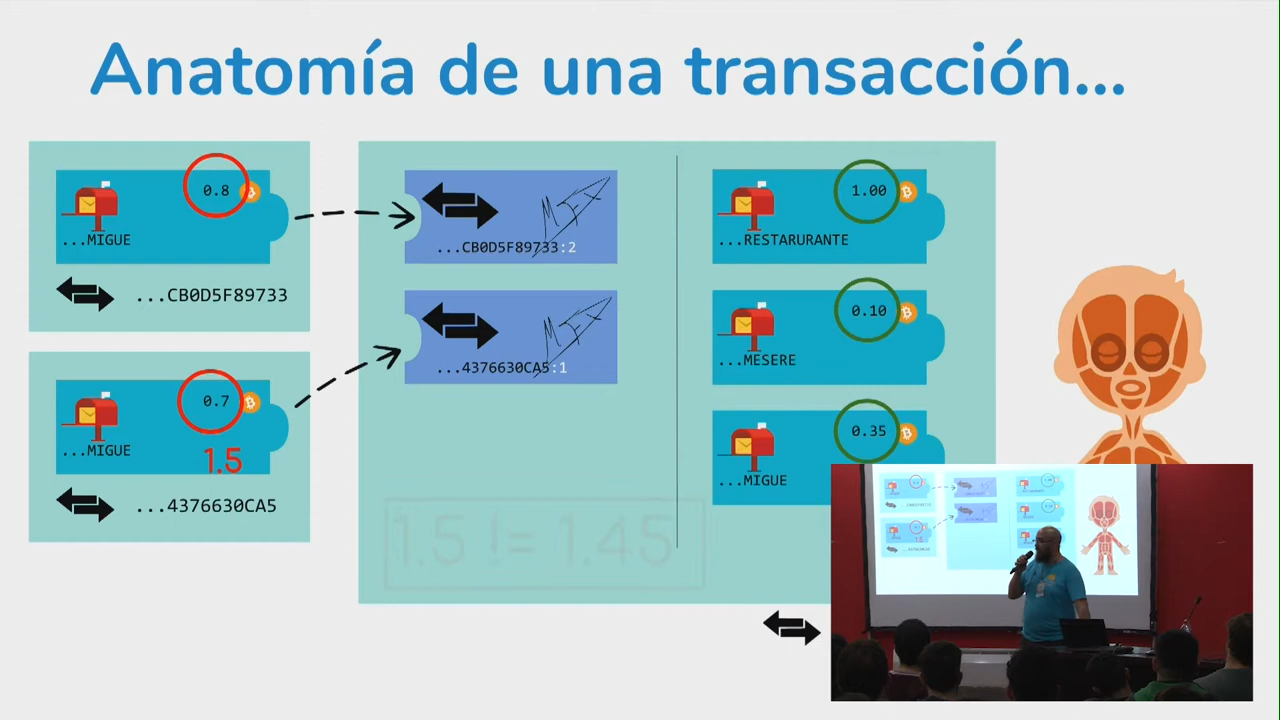 Anatomía de una transacción...
0.8
...MIGUE
...CB0D5F89733
0.7
...MIGUE
1.5
...4376630CA5
MIGUE
...CB0D5F89733:2
...4376630CA5:1
1.00
...RESTARURANTE
0.10
...MESERE
0.35
...MIGUE
1.5 != 1.45